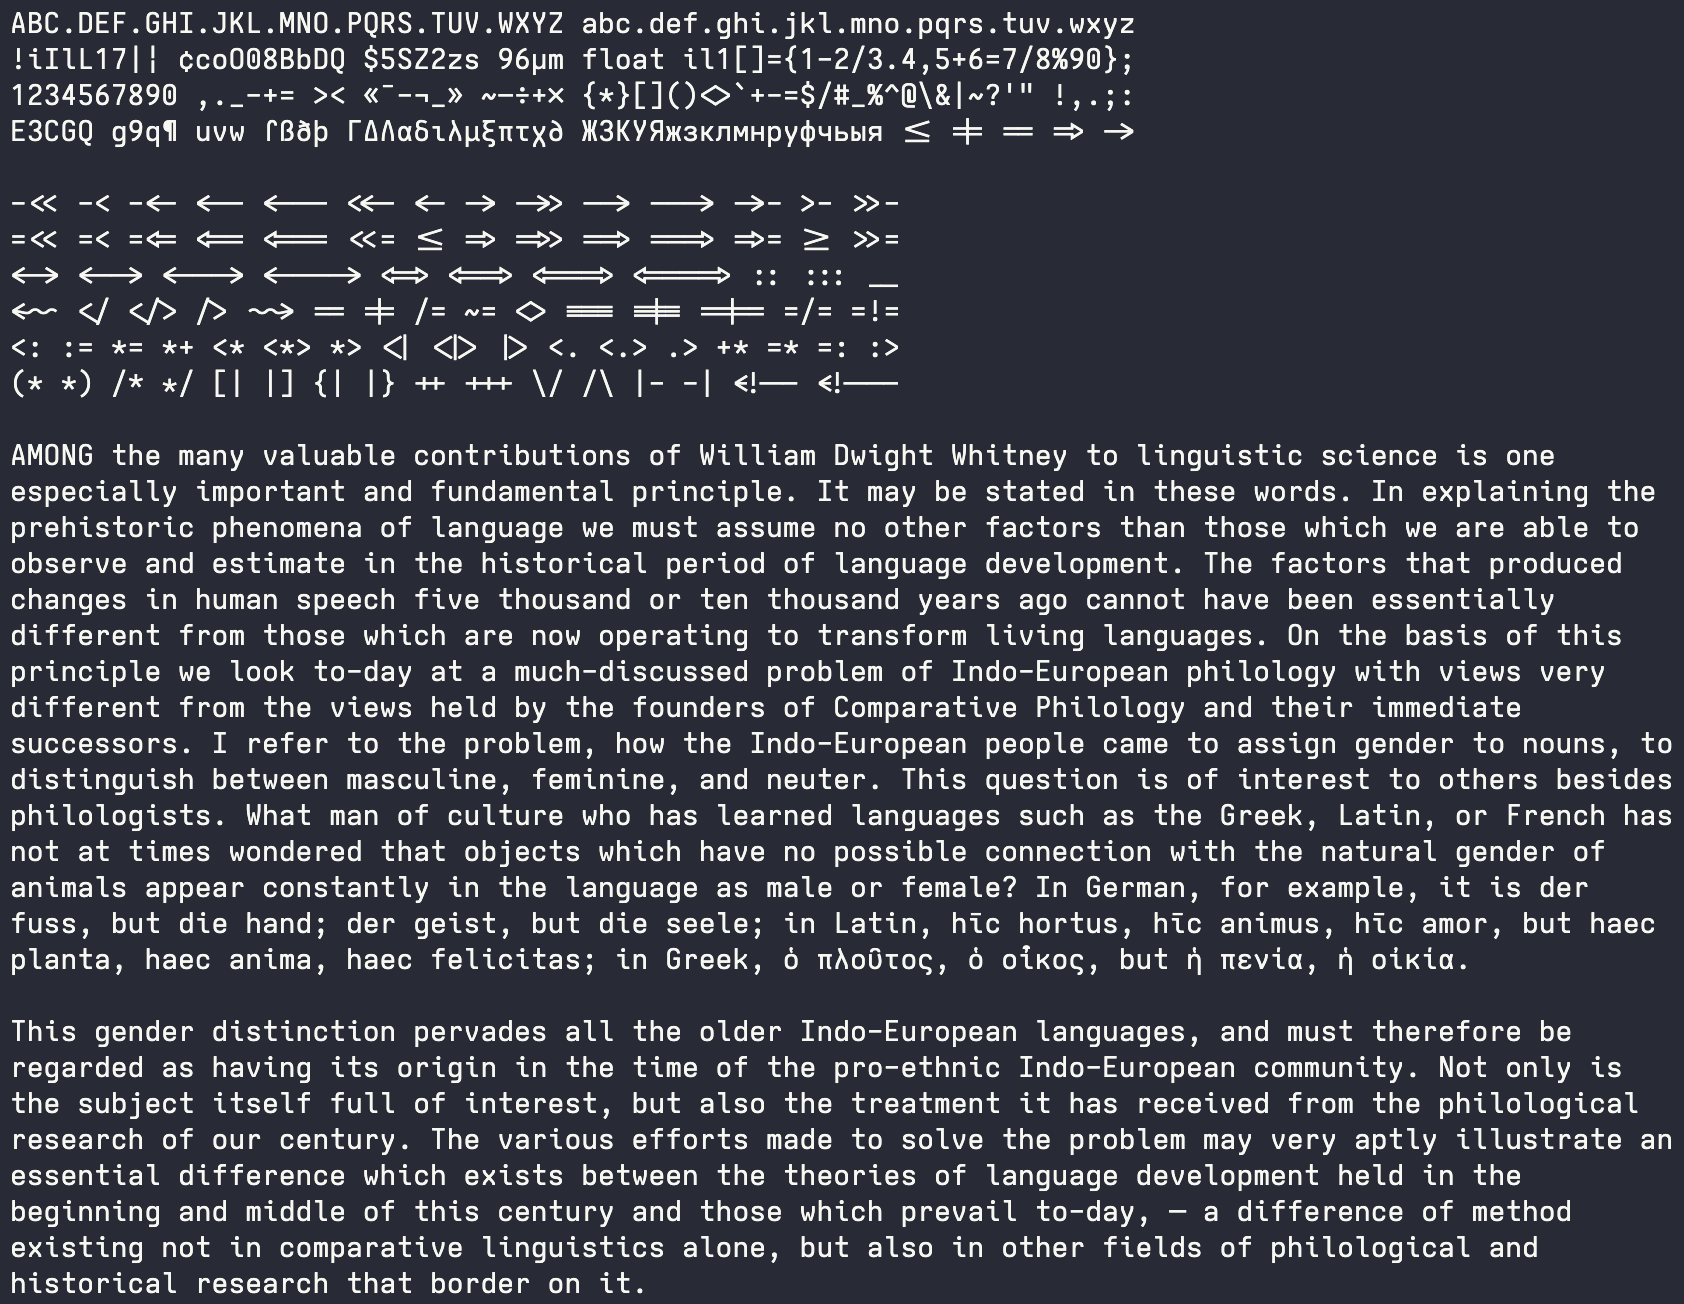 ABC.DEF.GHI.JKL.MNO.PQRS.TUV.WXYZ abc.def.ghi.jkl.mno.pqrs.tuv.wxyz
!iIlL17|¦ ¢coO08BbDQ $5SZ2zs 96µm float il1[]={1-2/3.4,5+6=7/8%90};
1234567890 ,._-+= >< «¯-¬_» ~–÷+× {*}[]()<>`+-=$/#_%^@\&|~?'" !,.;:
E3CGQ g9q¶ uvw ſßðþ ΓΔΛαδιλμξπτχ∂ ЖЗКУЯжзклмнруфчьыя <= != == => ->
-<< -< -<- <-- <--- <<- <- -> ->> --> ---> ->- >- >>-
=<< =< =<= <== <=== <<= <= => =>> ==> ===> =>= >= >>=
<-> <--> <---> <----> <=> <==> <===> <====> :: ::: __
<~~ </ </> /> ~~> == != /= ~= <> === !== =!= =/= =!=
<: := *= *+ <* <*> *> <| <|> |> <. <.> .> +* =* =: :>
(* *) /* */ [| |] {| |} ++ +++ \/ /\ |- -| <!-- <!---
AMONG the many valuable contributions of William Dwight Whitney to linguistic science is one
especially important and fundamental principle. It may be stated in these words. In explaining the
prehistoric phenomena of language we must assume no other factors than those which we are able to
observe and estimate in the historical period of language development. The factors that produced
changes in human speech five thousand or ten thousand years ago cannot have been essentially
different from those which are now operating to transform living languages. On the basis of this
principle we look to-day at a much-discussed problem of Indo-European philology with views very
different from the views held by the founders of Comparative Philology and their immediate
successors. I refer to the problem, how the Indo-European people came to assign gender to nouns, to
distinguish between masculine, feminine, and neuter. This question is of interest to others besides
philologists. What man of culture who has learned languages such as the Greek, Latin, or French has
not at times wondered that objects which have no possible connection with the natural gender of
animals appear constantly in the language as male or female? In German, for example, it is der
fuss, but die hand; der geist, but die seele; in Latin, hīc hortus, hīc animus, hīc amor, but haec
planta, haec anima, haec felicitas; in Greek, ὁ πλοῦτος, ὁ οἶκος, but ἡ πενία, ἡ οἰκία.
This gender distinction pervades all the older Indo-European languages, and must therefore be
regarded as having its origin in the time of the pro-ethnic Indo-European community. Not only is
the subject itself full of interest, but also the treatment it has received from the philological
research of our century. The various efforts made to solve the problem may very aptly illustrate an
essential difference which exists between the theories of language development held in the
beginning and middle of this century and those which prevail to-day, — a difference of method
existing not in comparative linguistics alone, but also in other fields of philological and
historical research that border on it.